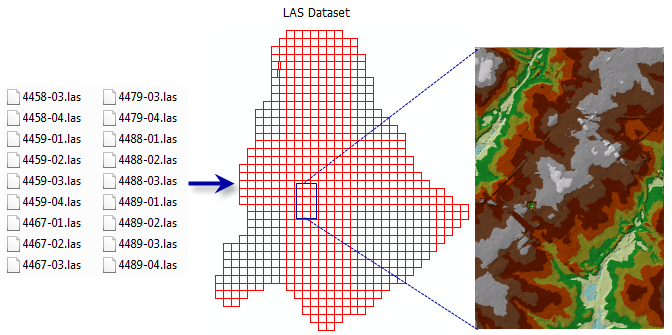 LAS Dataset
4458-03.las 4479-03.las
4458-04.las 4479-04.las
4459-01.las 4488-01.las
4459-02.las 4488-02.las
4459-03.las 4488-03.las
4459-04.las 4489-01.las
4467-01.las 4489-02.las
4467-02.las 4489-03.las
4467-03.las 4489-04.las